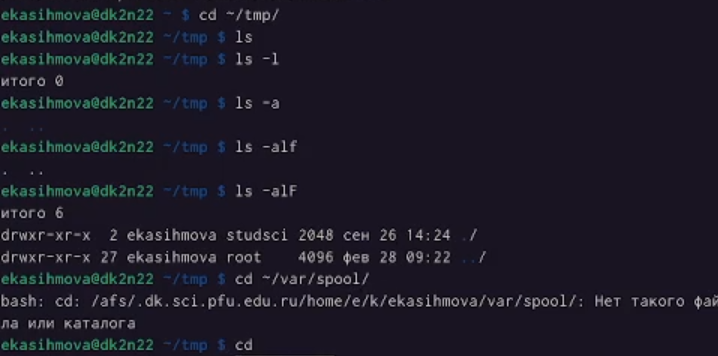 ekasihmova@dk2n22 ~ $ cd ~/tmp/
ekasihmova@dk2n22 ~/tmp $ ls
ekasihmova@dk2n22 ~/tmp $ ls -l
итого 0
ekasihmova@dk2n22 ~/tmp $ ls -a
.  ..
ekasihmova@dk2n22 ~/tmp $ ls -alf
.  ..
ekasihmova@dk2n22 ~/tmp $ ls -alF
итого 6
drwxr-xr-x  2 ekasihmova studsci 2048 сен 26 14:24 ./
drwxr-xr-x 27 ekasihmova root    4096 фев 28 09:22 ../
ekasihmova@dk2n22 ~/tmp $ cd ~/var/spool/
bash: cd: /afs/.dk.sci.pfu.edu.ru/home/e/k/ekasihmova/var/spool/: Нет такого фай
ла или каталога
ekasihmova@dk2n22 ~/tmp $ cd